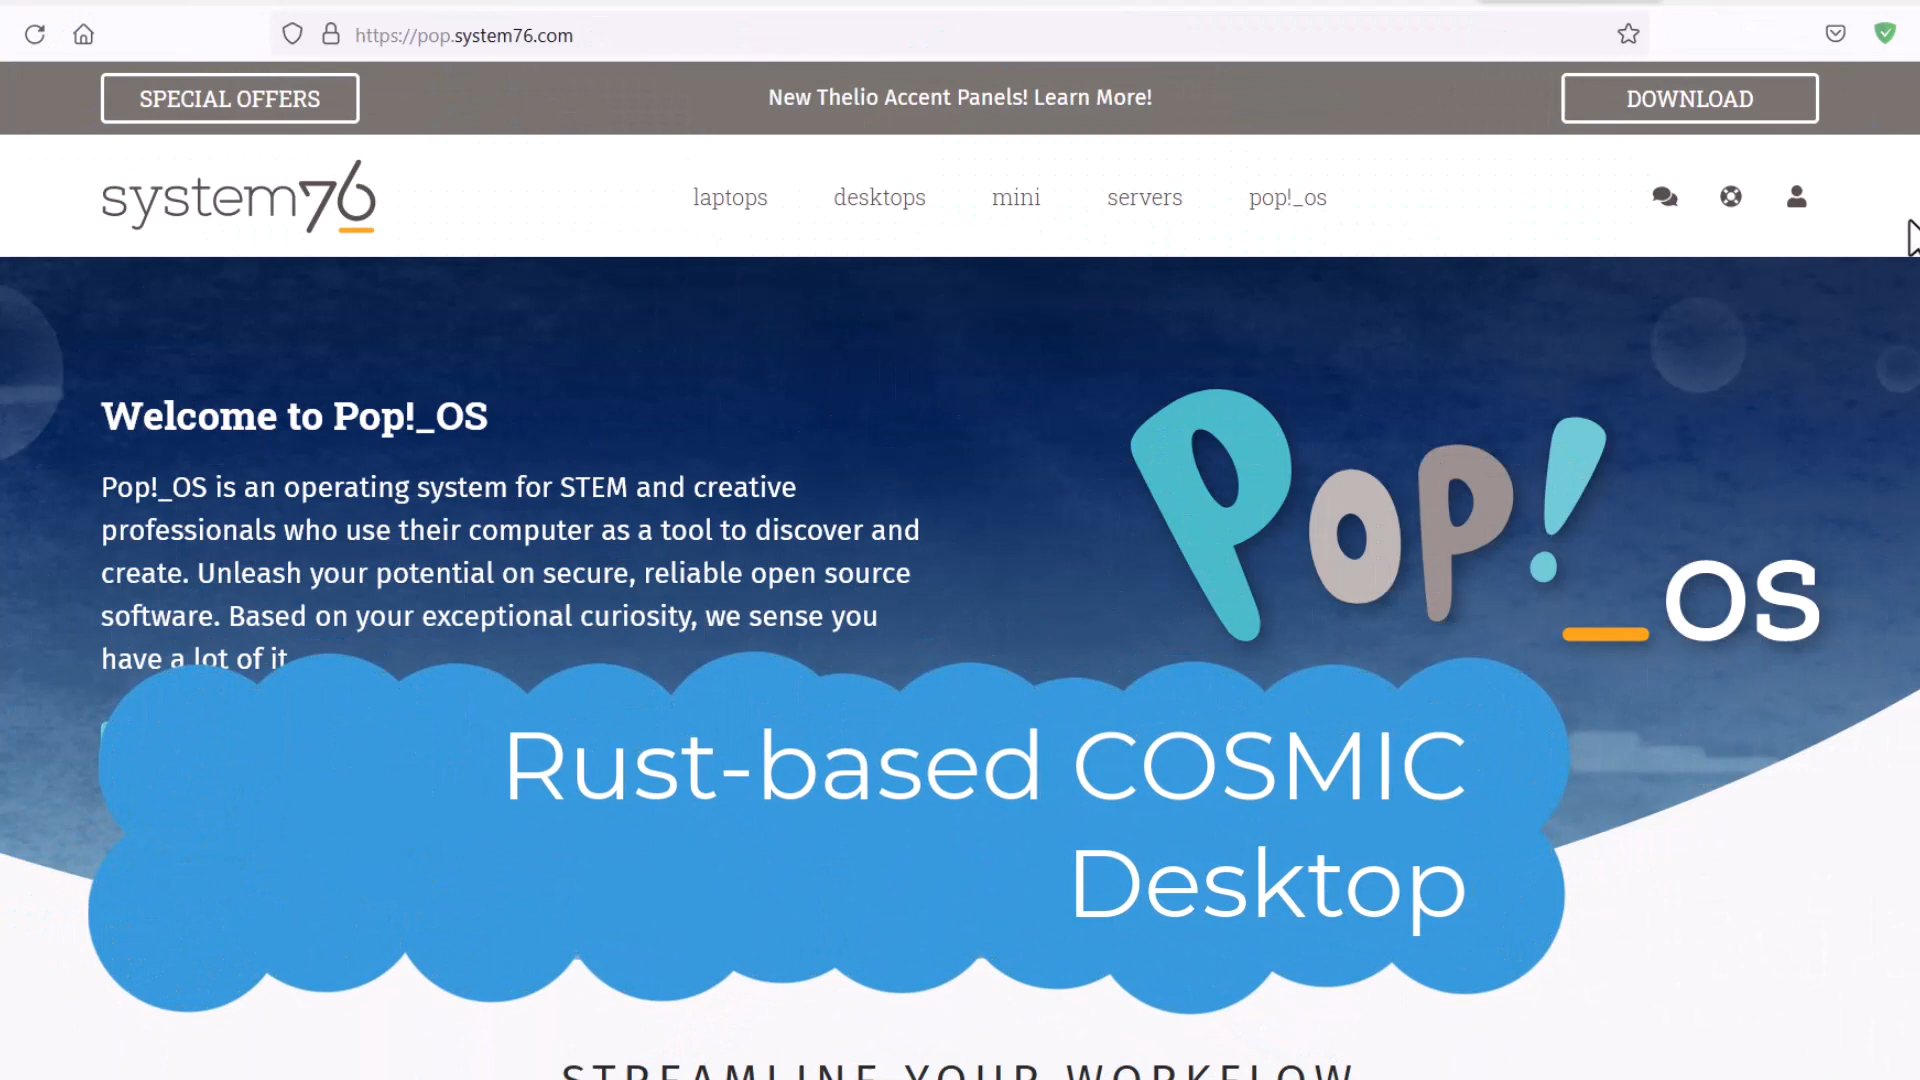 https://pop.system76.com
SPECIAL OFFERS
New Thelio Accent Panels! Learn More!
DOWNLOAD
system76
laptops
desktops
mini
servers
pop!_os
Welcome to Pop!_OS
Pop!_OS is an operating system for STEM and creative
professionals who use their computer as a tool to discover and
create. Unleash your potential on secure, reliable open source
software. Based on your exceptional curiosity, we sense you
have a lot of it
Pop!_OS
Rust-based COSMIC
Desktop
STREAMLINE YOUR WORKFLOW